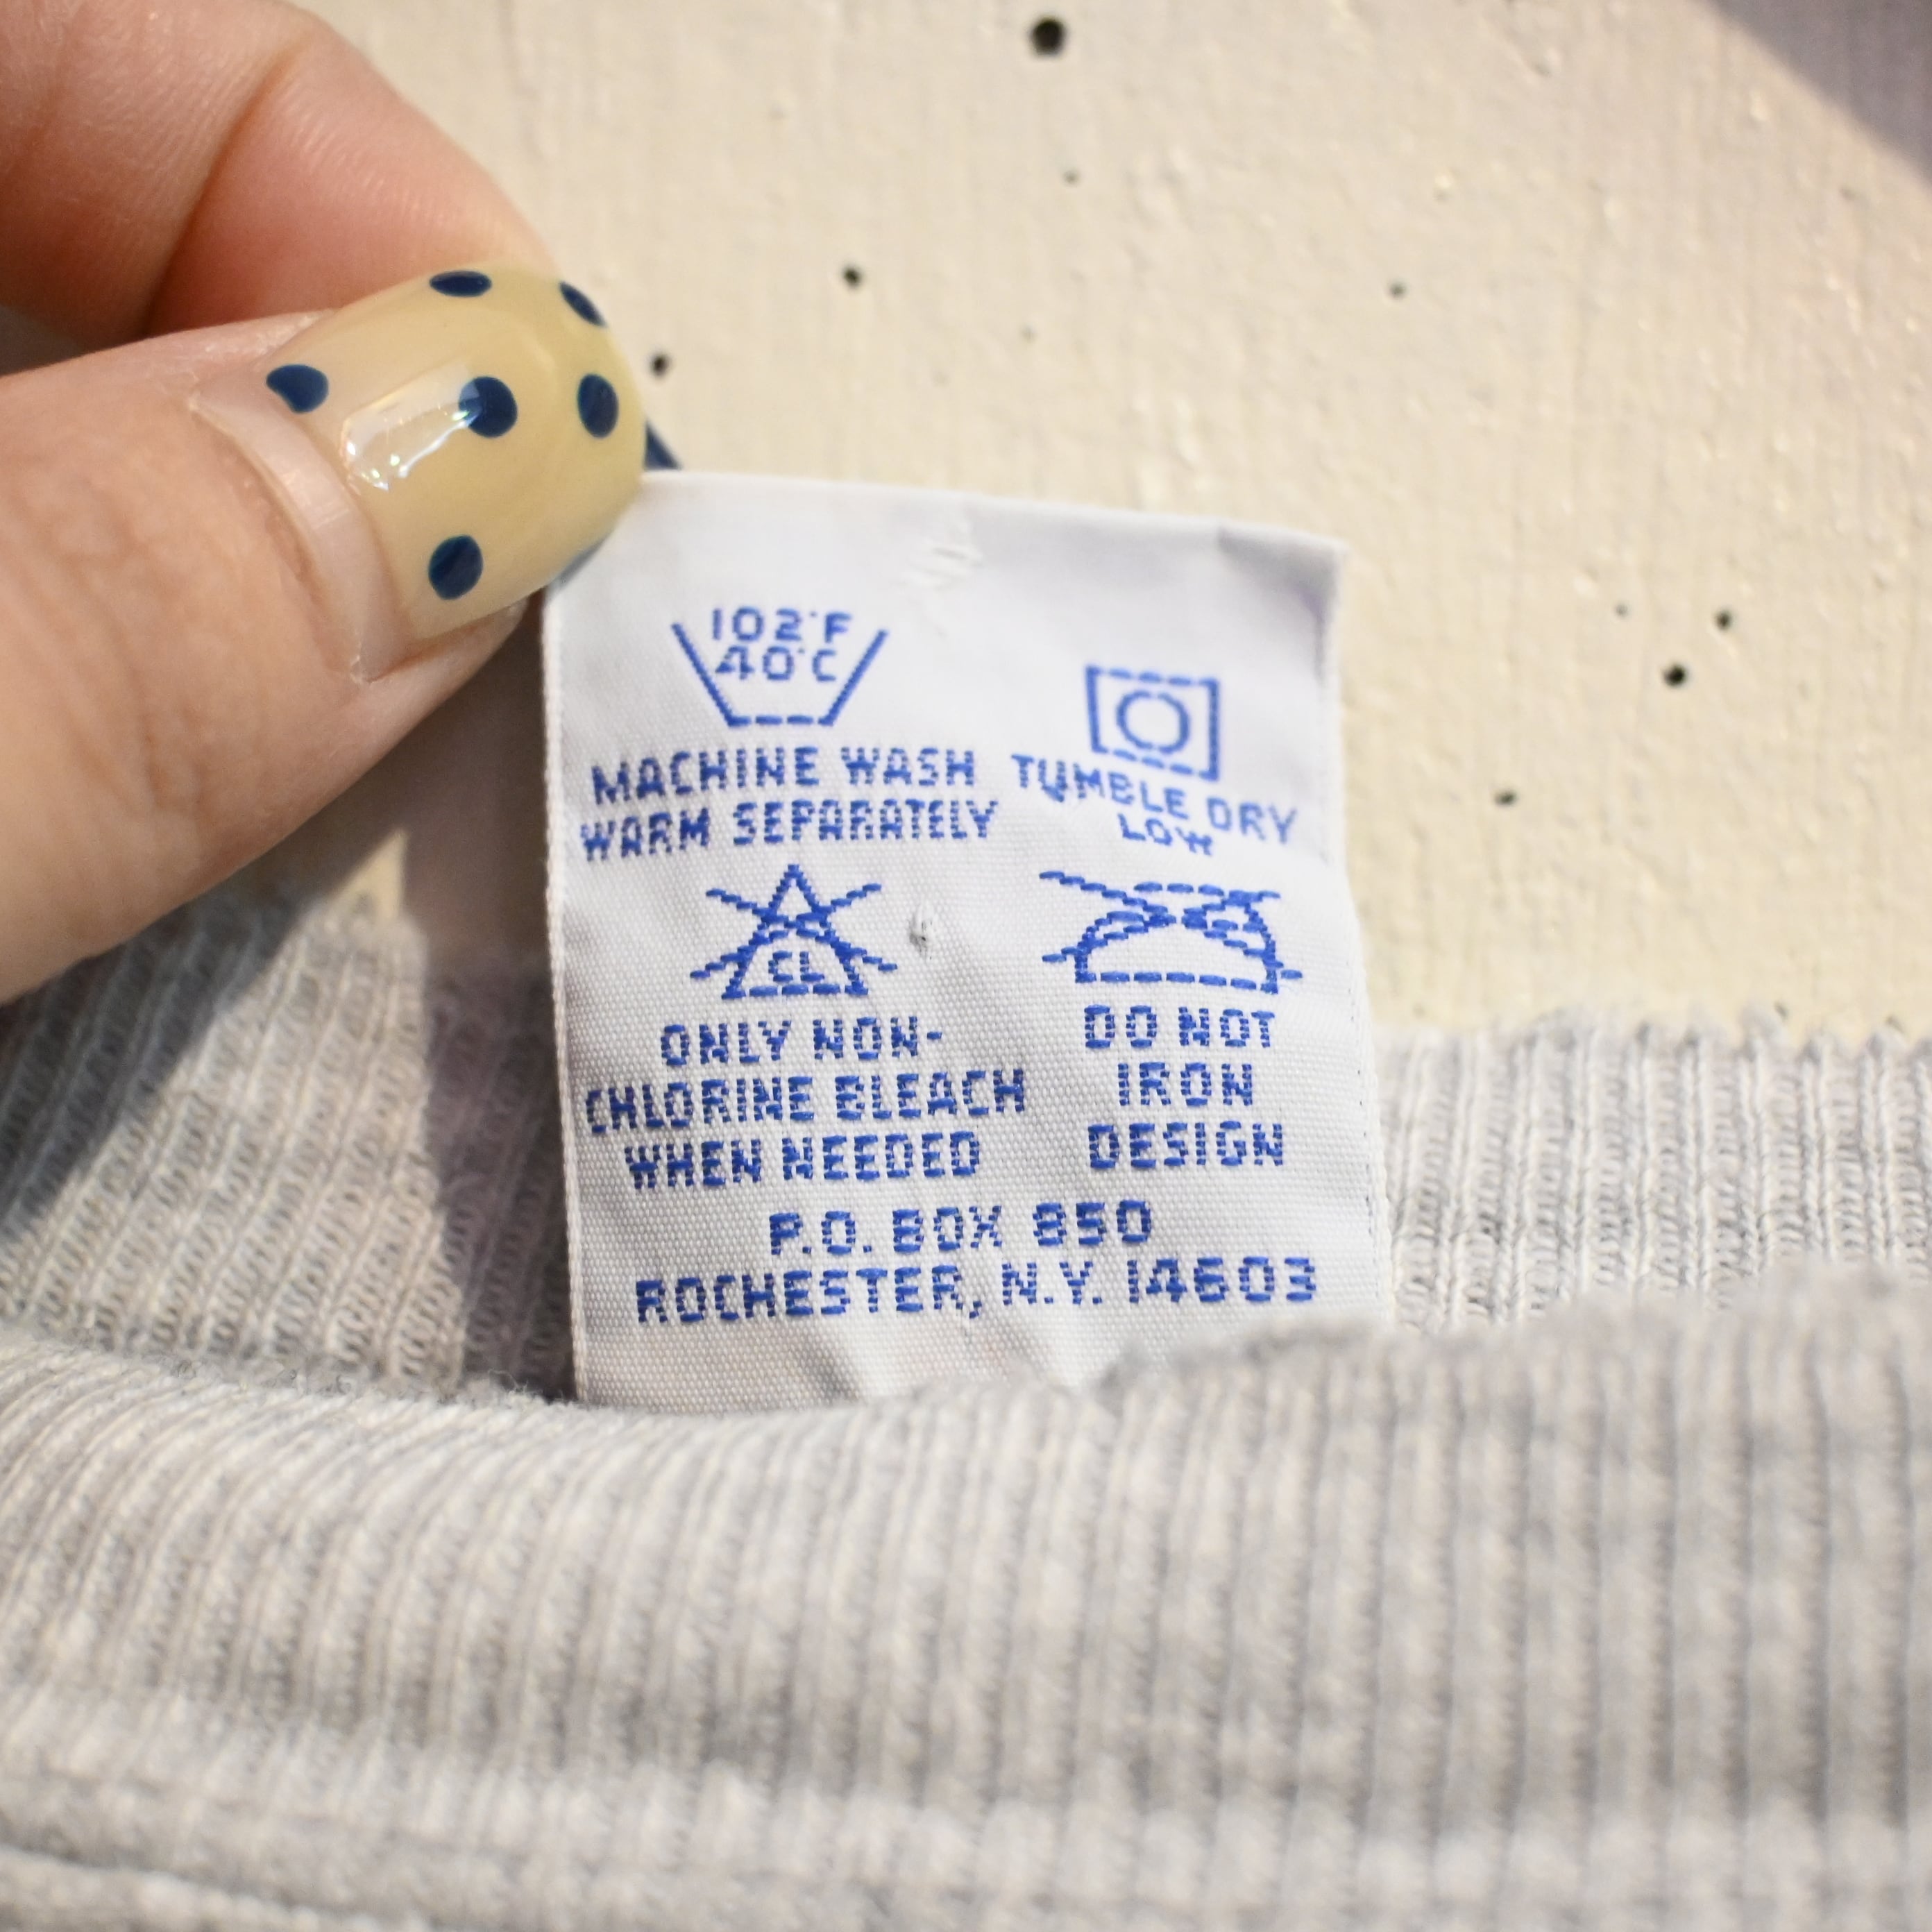 102°F
40°C
MACHINE WASH
WARM SEPARATELY
TUMBLE DRY
LOW
CL
ONLY NON-
CHLORINE BLEACH
WHEN NEEDED
DO NOT
IRON
DESIGN
P.O. BOX 850
ROCHESTER, N.Y. 14603